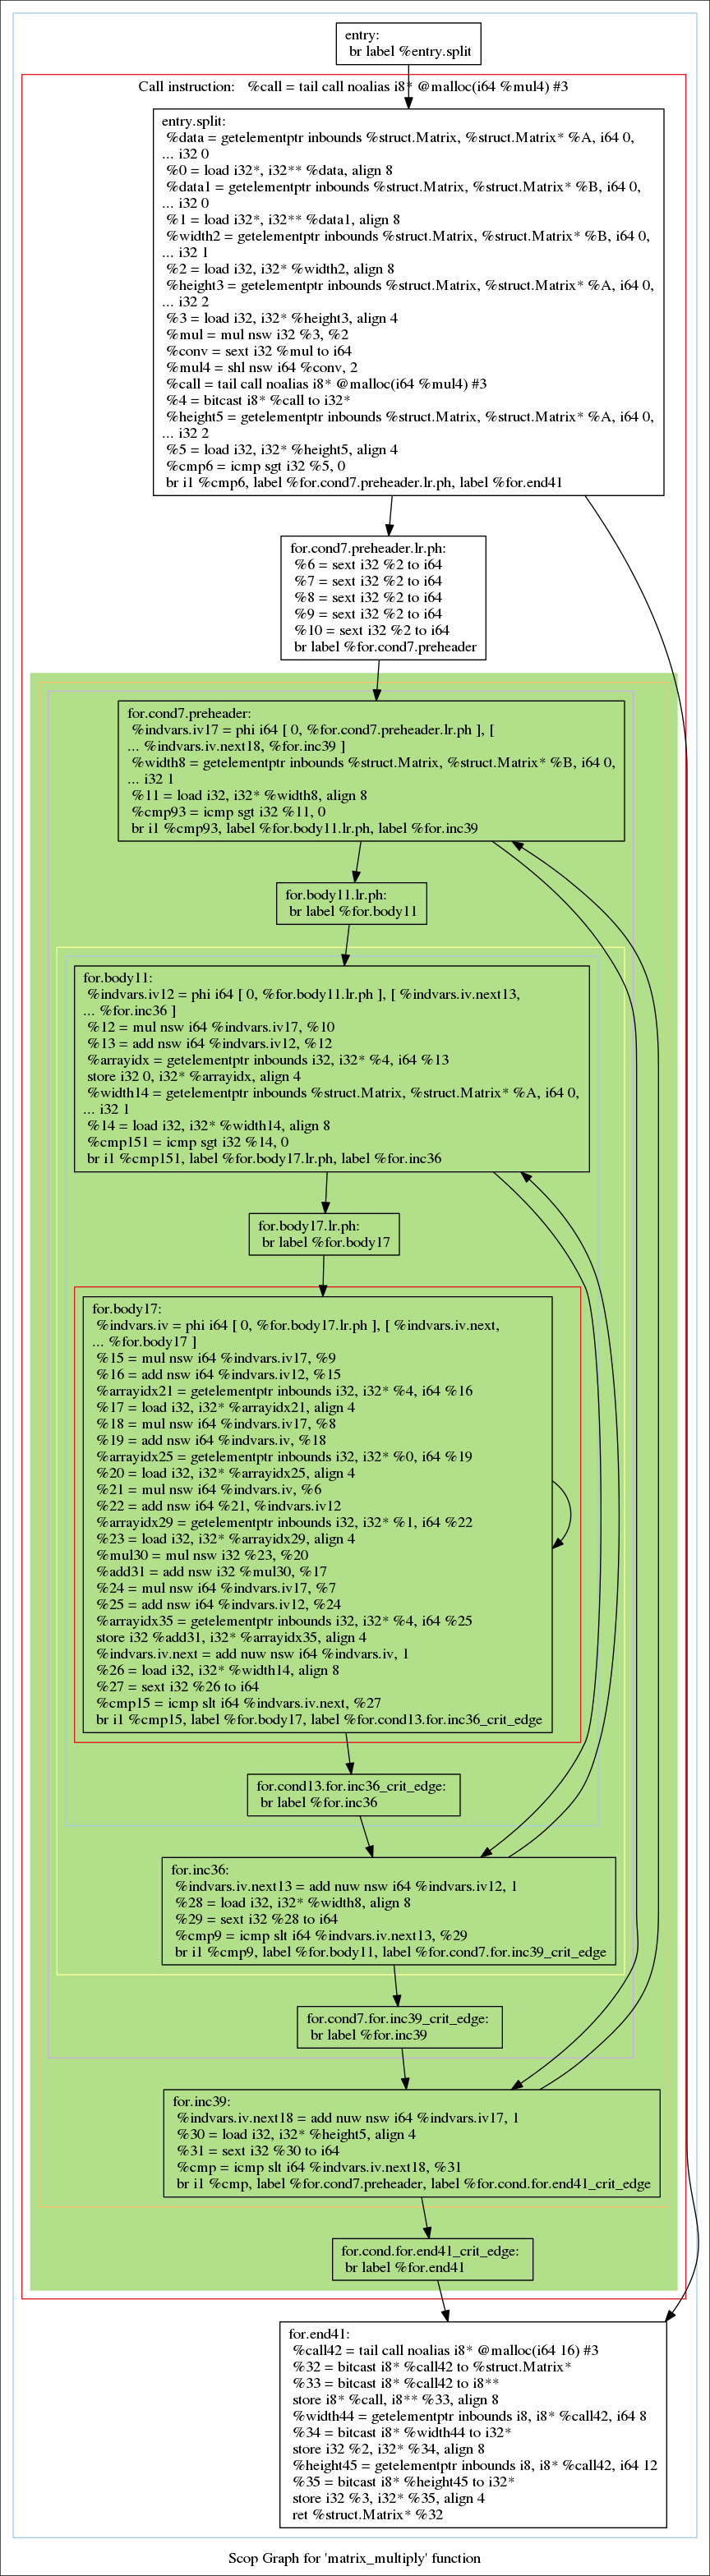 entry:
br label %entry.split
Call instruction: %call = tail call noalias i8* @malloc(i64 %mul4) #3
entry.split:
%data = getelementptr inbounds %struct.Matrix, %struct.Matrix* %A, i64 0,
... i32 0
%0 = load i32*, i32** %data, align 8
%data1 = getelementptr inbounds %struct.Matrix, %struct.Matrix* %B, i64 0,
... i32 0
%1 = load i32*, i32** %data1, align 8
%width2 = getelementptr inbounds %struct.Matrix, %struct.Matrix* %B, i64 0,
... i32 1
%2 = load i32, i32* %width2, align 8
%height3 = getelementptr inbounds %struct.Matrix, %struct.Matrix* %A, i64 0,
... i32 2
%3 = load i32, i32* %height3, align 4
%mul = mul nsw i32 %3, %2
%conv = sext i32 %mul to i64
%mul4 = shl nsw i64 %conv, 2
%call = tail call noalias i8* @malloc(i64 %mul4) #3
%4 = bitcast i8* %call to i32*
%height5 = getelementptr inbounds %struct.Matrix, %struct.Matrix* %A, i64 0,
... i32 2
%5 = load i32, i32* %height5, align 4
%cmp6 = icmp sgt i32 %5, 0
br i1 %cmp6, label %for.cond7.preheader.lr.ph, label %for.end41
for.cond7.preheader.lr.ph:
%6 = sext i32 %2 to i64
%7 = sext i32 %2 to i64
%8 = sext i32 %2 to i64
%9 = sext i32 %2 to i64
%10 = sext i32 %2 to i64
br label %for.cond7.preheader
for.cond7.preheader:
%indvars.iv17 = phi i64 [ 0, %for.cond7.preheader.lr.ph ], [
... %indvars.iv.next18, %for.inc39 ]
%width8 = getelementptr inbounds %struct.Matrix, %struct.Matrix* %B, i64 0,
... i32 1
%11 = load i32, i32* %width8, align 8
%cmp93 = icmp sgt i32 %11, 0
br i1 %cmp93, label %for.body11.lr.ph, label %for.inc39
for.body11.lr.ph:
br label %for.body11
for.body11:
%indvars.iv12 = phi i64 [ 0, %for.body11.lr.ph ], [ %indvars.iv.next13,
... %for.inc36 ]
%12 = mul nsw i64 %indvars.iv17, %10
%13 = add nsw i64 %indvars.iv12, %12
%arrayidx = getelementptr inbounds i32, i32* %4, i64 %13
store i32 0, i32* %arrayidx, align 4
%width14 = getelementptr inbounds %struct.Matrix, %struct.Matrix* %A, i64 0,
... i32 1
%14 = load i32, i32* %width14, align 8
%cmp151 = icmp sgt i32 %14, 0
br i1 %cmp151, label %for.body17.lr.ph, label %for.inc36
for.body17.lr.ph:
br label %for.body17
for.body17:
%indvars.iv = phi i64 [ 0, %for.body17.lr.ph ], [ %indvars.iv.next,
... %for.body17 ]
%15 = mul nsw i64 %indvars.iv17, %9
%16 = add nsw i64 %indvars.iv12, %15
%arrayidx21 = getelementptr inbounds i32, i32* %4, i64 %16
%17 = load i32, i32* %arrayidx21, align 4
%18 = mul nsw i64 %indvars.iv17, %8
%19 = add nsw i64 %indvars.iv, %18
%arrayidx25 = getelementptr inbounds i32, i32* %0, i64 %19
%20 = load i32, i32* %arrayidx25, align 4
%21 = mul nsw i64 %indvars.iv, %6
%22 = add nsw i64 %21, %indvars.iv12
%arrayidx29 = getelementptr inbounds i32, i32* %1, i64 %22
%23 = load i32, i32* %arrayidx29, align 4
%mul30 = mul nsw i32 %23, %20
%add31 = add nsw i32 %mul30, %17
%24 = mul nsw i64 %indvars.iv17, %7
%25 = add nsw i64 %indvars.iv12, %24
%arrayidx35 = getelementptr inbounds i32, i32* %4, i64 %25
store i32 %add31, i32* %arrayidx35, align 4
%indvars.iv.next = add nuw nsw i64 %indvars.iv, 1
%26 = load i32, i32* %width14, align 8
%27 = sext i32 %26 to i64
%cmp15 = icmp slt i64 %indvars.iv.next, %27
br i1 %cmp15, label %for.body17, label %for.cond13.for.inc36_crit_edge
for.cond13.for.inc36_crit_edge:
br label %for.inc36
for.inc36:
%indvars.iv.next13 = add nuw nsw i64 %indvars.iv12, 1
%28 = load i32, i32* %width8, align 8
%29 = sext i32 %28 to i64
%cmp9 = icmp slt i64 %indvars.iv.next13, %29
br i1 %cmp9, label %for.body11, label %for.cond7.for.inc39_crit_edge
for.cond7.for.inc39_crit_edge:
br label %for.inc39
for.inc39:
%indvars.iv.next18 = add nuw nsw i64 %indvars.iv17, 1
%30 = load i32, i32* %height5, align 4
%31 = sext i32 %30 to i64
%cmp = icmp slt i64 %indvars.iv.next18, %31
br i1 %cmp, label %for.cond7.preheader, label %for.cond.for.end41_crit_edge
for.cond.for.end41_crit_edge:
br label %for.end41
for.end41:
%call42 = tail call noalias i8* @malloc(i64 16) #3
%32 = bitcast i8* %call42 to %struct.Matrix*
%33 = bitcast i8* %call42 to i8**
store i8* %call, i8** %33, align 8
%width44 = getelementptr inbounds i8, i8* %call42, i64 8
%34 = bitcast i8* %width44 to i32*
store i32 %2, i32* %34, align 8
%height45 = getelementptr inbounds i8, i8* %call42, i64 12
%35 = bitcast i8* %height45 to i32*
store i32 %3, i32* %35, align 4
ret %struct.Matrix* %32
Scop Graph for 'matrix_multiply' function